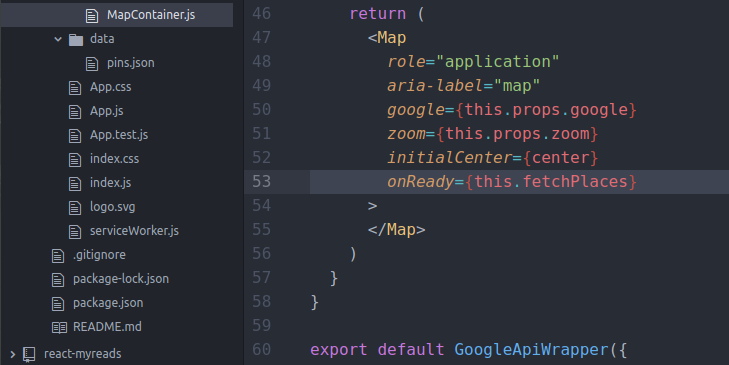 MapContainer.js
data
pins.json
App.css
App.js
App.test.js
index.css
index.js
logo.svg
serviceWorker.js
.gitignore
package-lock.json
package.json
README.md
react-myreads
46 return (
47 <Map
48 role="application"
49 aria-label="map"
50 google={this.props.google}
51 zoom={this.props.zoom}
52 initialCenter={center}
53 onReady={this.fetchPlaces}
54 >
55 </Map>
56 )
57 }
58 }
59
60 export default GoogleApiWrapper({